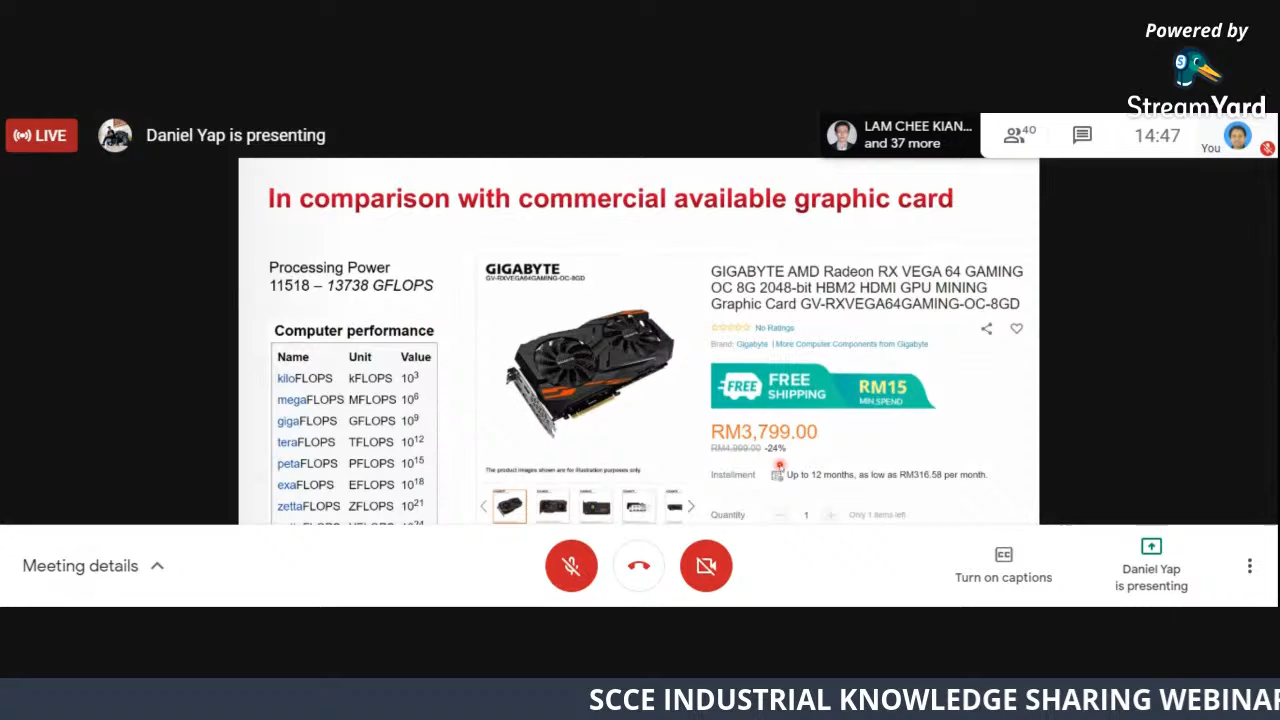 Powered by
StreamYard
LIVE
Daniel Yap is presenting
LAM CHEE KIAN...
and 37 more
40
14:47
You
In comparison with commercial available graphic card
Processing Power
11518 – 13738 GFLOPS
Computer performance
Name Unit Value
kiloFLOPS kFLOPS 10³
megaFLOPS MFLOPS 10⁶
gigaFLOPS GFLOPS 10⁹
teraFLOPS TFLOPS 10¹²
petaFLOPS PFLOPS 10¹⁵
exaFLOPS EFLOPS 10¹⁸
zettaFLOPS ZFLOPS 10²¹
GIGABYTE
GV-RXVEGA64GAMING-OC-8GD
The product images shown are for illustration purposes only.
GIGABYTE AMD Radeon RX VEGA 64 GAMING
OC 8G 2048-bit HBM2 HDMI GPU MINING
Graphic Card GV-RXVEGA64GAMING-OC-8GD
No Ratings
Brand: Gigabyte | More Computer Components from Gigabyte
FREE
FREE SHIPPING
RM15
MIN.SPEND
RM3,799.00
RM4,999.00 -24%
Installment Up to 12 months, as low as RM316.58 per month.
Quantity 1 Only 1 items left
Meeting details
CC
Turn on captions
Daniel Yap
is presenting
SCCE INDUSTRIAL KNOWLEDGE SHARING WEBINAR